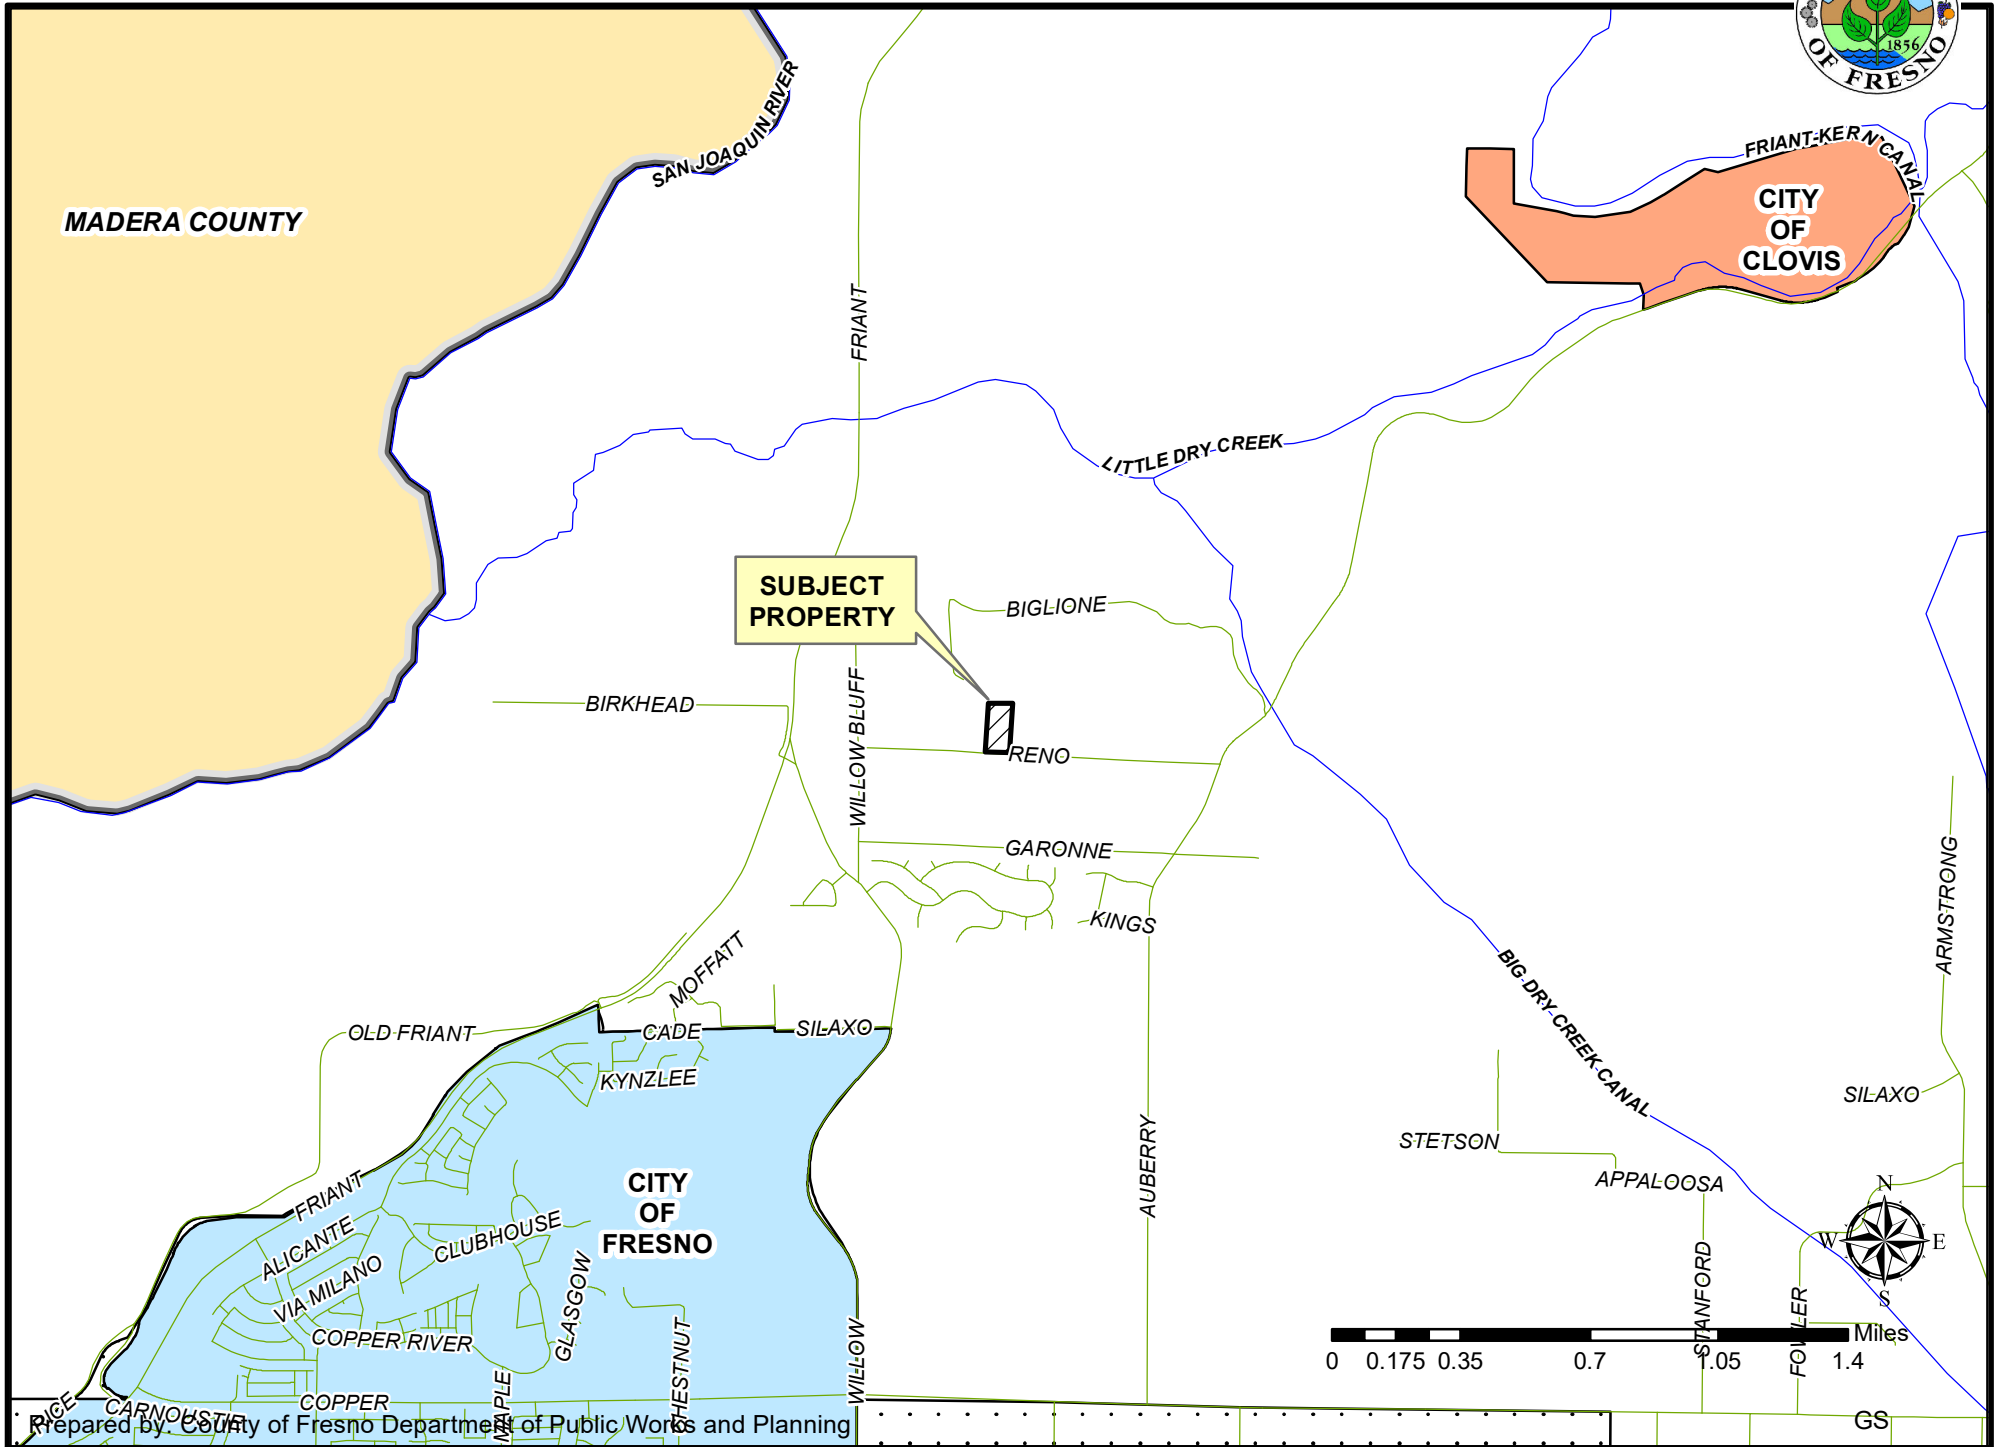 1856
OF FRESNO
SAN JOAQUIN RIVER
FRIANT-KERN CANAL
MADERA COUNTY
CITY
OF
CLOVIS
FRIANT
LITTLE DRY CREEK
SUBJECT
PROPERTY
BIGLIONE
BIRKHEAD
WILLOW BLUFF
RENO
GARONNE
KINGS
ARMSTRONG
MOFFATT
BIG DRY CREEK CANAL
OLD FRIANT
CADE
SILAXO
KYNZLEE
SILAXO
AUBERRY
STETSON
APPALOOSA
FRIANT
CITY
OF
FRESNO
ALICANTE
CLUBHOUSE
N
W
E
S
VIA MILANO
GLASGOW
STANFORD
FOWLER
COPPER RIVER
CHESTNUT
WILLOW
Miles
0 0.175 0.35 0.7 1.05 1.4
MAPLE
COPPER
RICE
CARNOUSTIE
Prepared by: County of Fresno Department of Public Works and Planning
GS